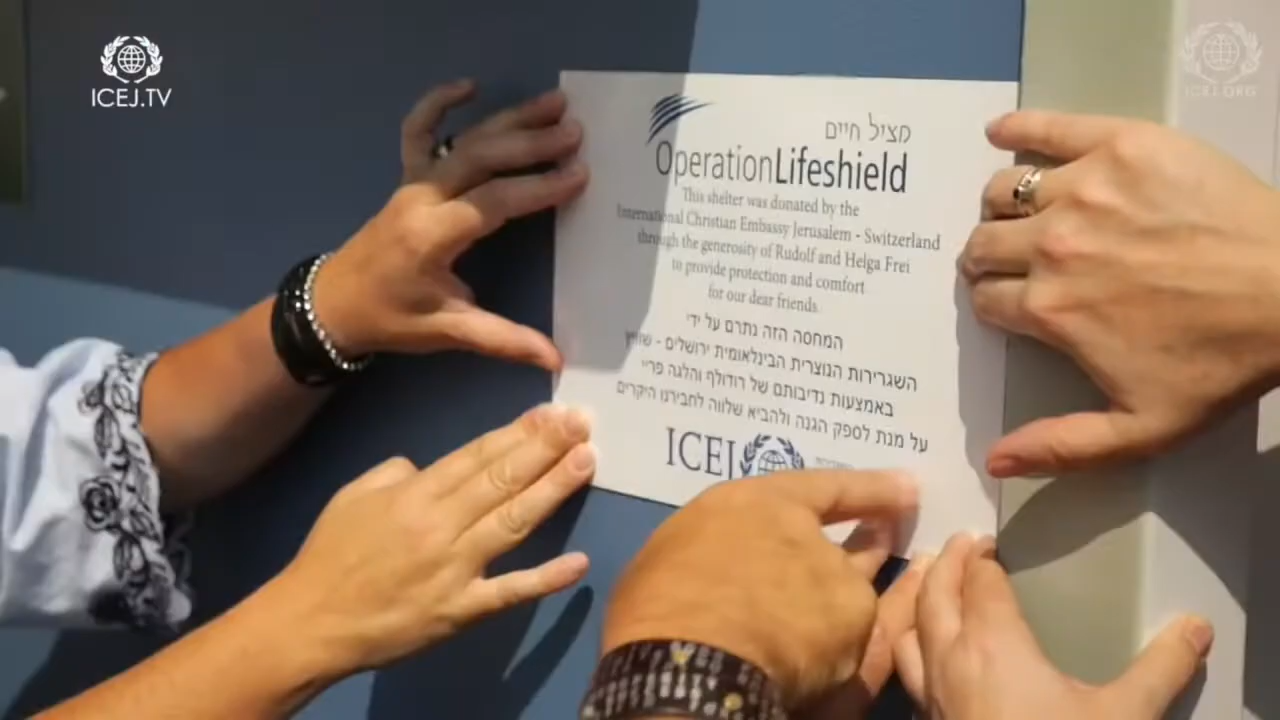 ICEJ.TV
ICEJ.ORG
מציל חיים
OperationLifeshield
This shelter was donated by the
International Christian Embassy Jerusalem - Switzerland
through the generosity of Rudolf and Helga Frei
to provide protection and comfort
for our dear friends.
המחסה הזה נתרם על ידי
השגרירות הנוצרית הבינלאומית ירושלים - שוויץ
באמצעות נדיבותם של רודולף והלגה פריי
על מנת לספק הגנה ולהביא שלווה לחברינו היקרים
ICEJ